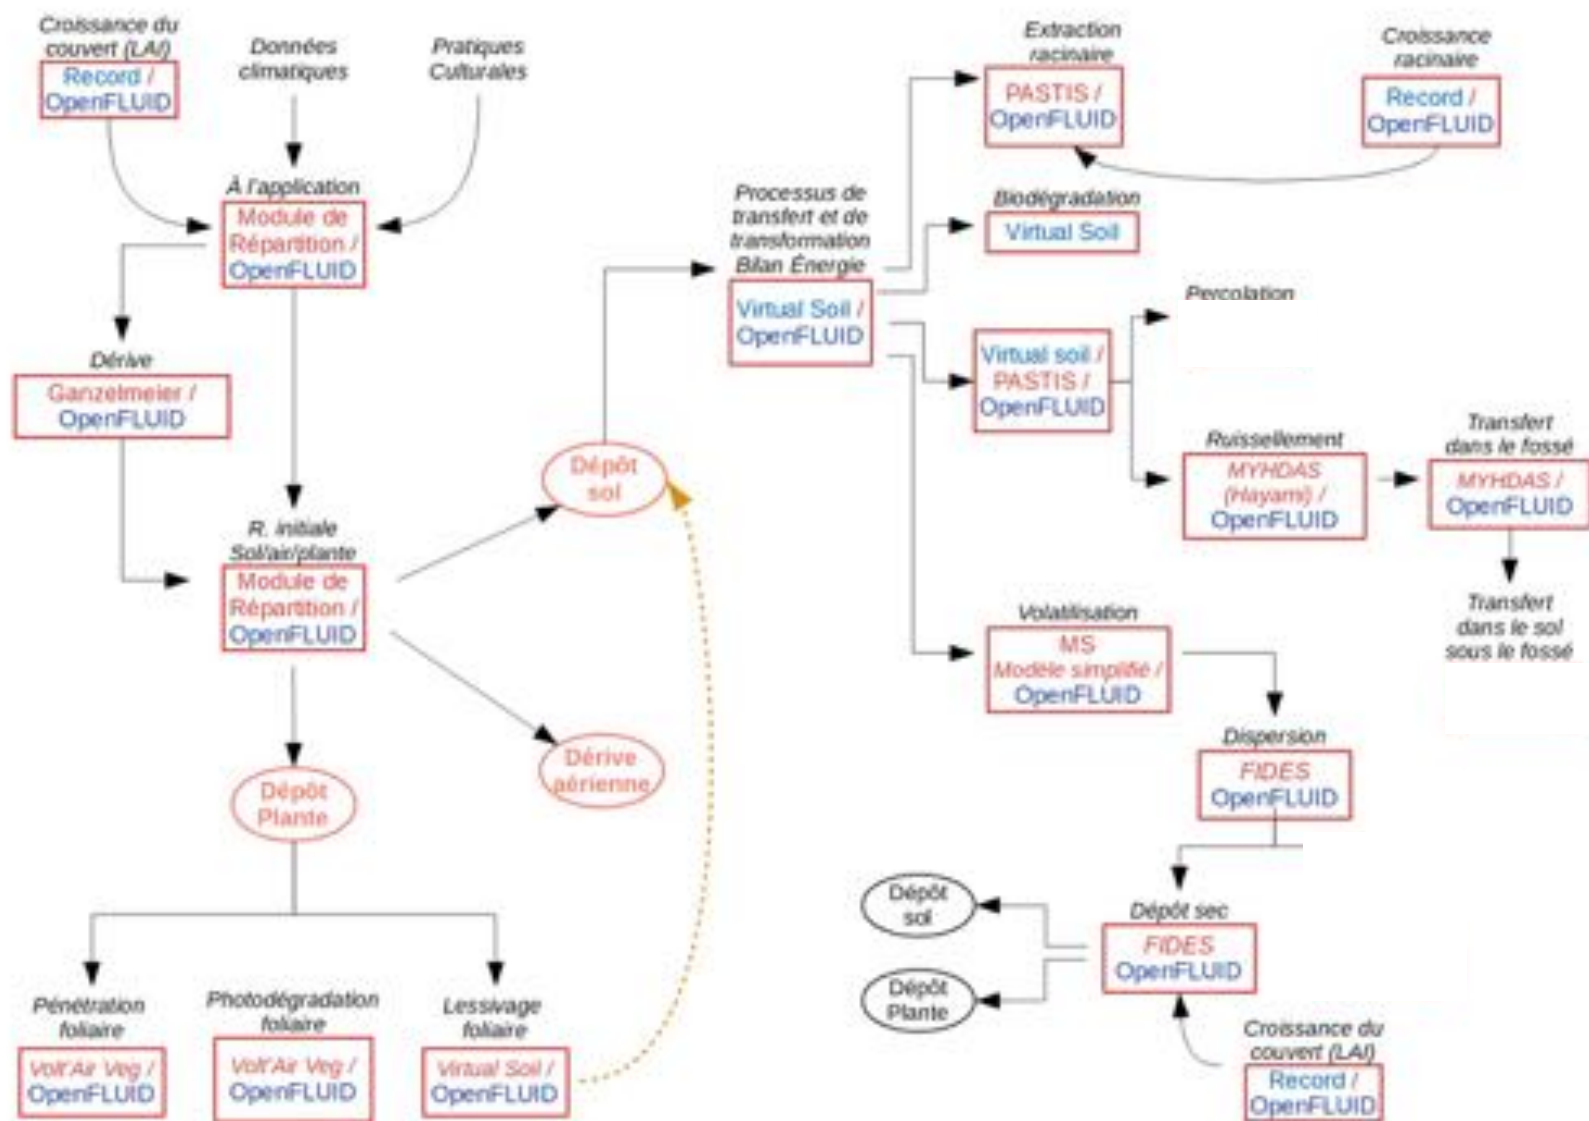 Croissance du
couvert (LAI)
Record /
OpenFLUID
Données
climatiques
Pratiques
Culturales
À l'application
Module de
Répartition /
OpenFLUID
Dérive
Ganzelmeier /
OpenFLUID
R. initiale
Sol/air/plante
Module de
Répartition /
OpenFLUID
Dépôt
sol
Dérive
aérienne
Dépôt
Plante
Pénétration
foliaire
Volt'Air Veg /
OpenFLUID
Photodégradation
foliaire
Volt'Air Veg /
OpenFLUID
Lessivage
foliaire
Virtual Soil /
OpenFLUID
Processus de
transfert et de
transformation
Bilan Énergie
Virtual Soil /
OpenFLUID
Extraction
racinaire
PASTIS /
OpenFLUID
Croissance
racinaire
Record /
OpenFLUID
Biodégradation
Virtual Soil
Virtual soil /
PASTIS /
OpenFLUID
Percolation
Ruissellement
MYHDAS
(Hayami) /
OpenFLUID
Transfert
dans le fossé
MYHDAS /
OpenFLUID
Transfert
dans le sol
sous le fossé
Volatilisation
MS
Modèle simplifié /
OpenFLUID
Dispersion
FIDES
OpenFLUID
Dépôt sec
FIDES
OpenFLUID
Dépôt
sol
Dépôt
Plante
Croissance du
couvert (LAI)
Record /
OpenFLUID